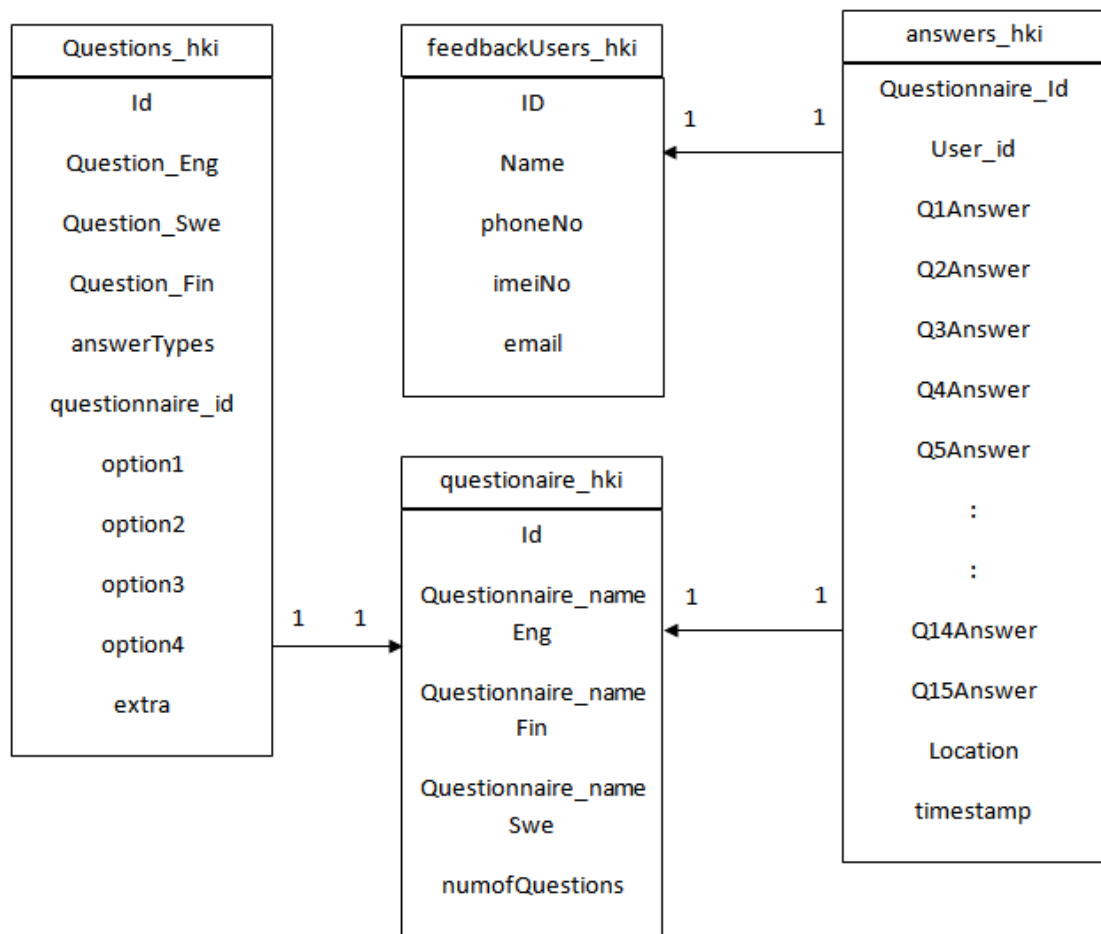 Questions_hki
Id
Question_Eng
Question_Swe
Question_Fin
answerTypes
questionnaire_id
option1
option2
option3
option4
extra
feedbackUsers_hki
ID
Name
phoneNo
imeiNo
email
questionaire_hki
Id
Questionnaire_name
Eng
Questionnaire_name
Fin
Questionnaire_name
Swe
numofQuestions
answers_hki
Questionnaire_Id
User_id
Q1Answer
Q2Answer
Q3Answer
Q4Answer
Q5Answer
:
:
Q14Answer
Q15Answer
Location
timestamp
1 1
1 1
1 1